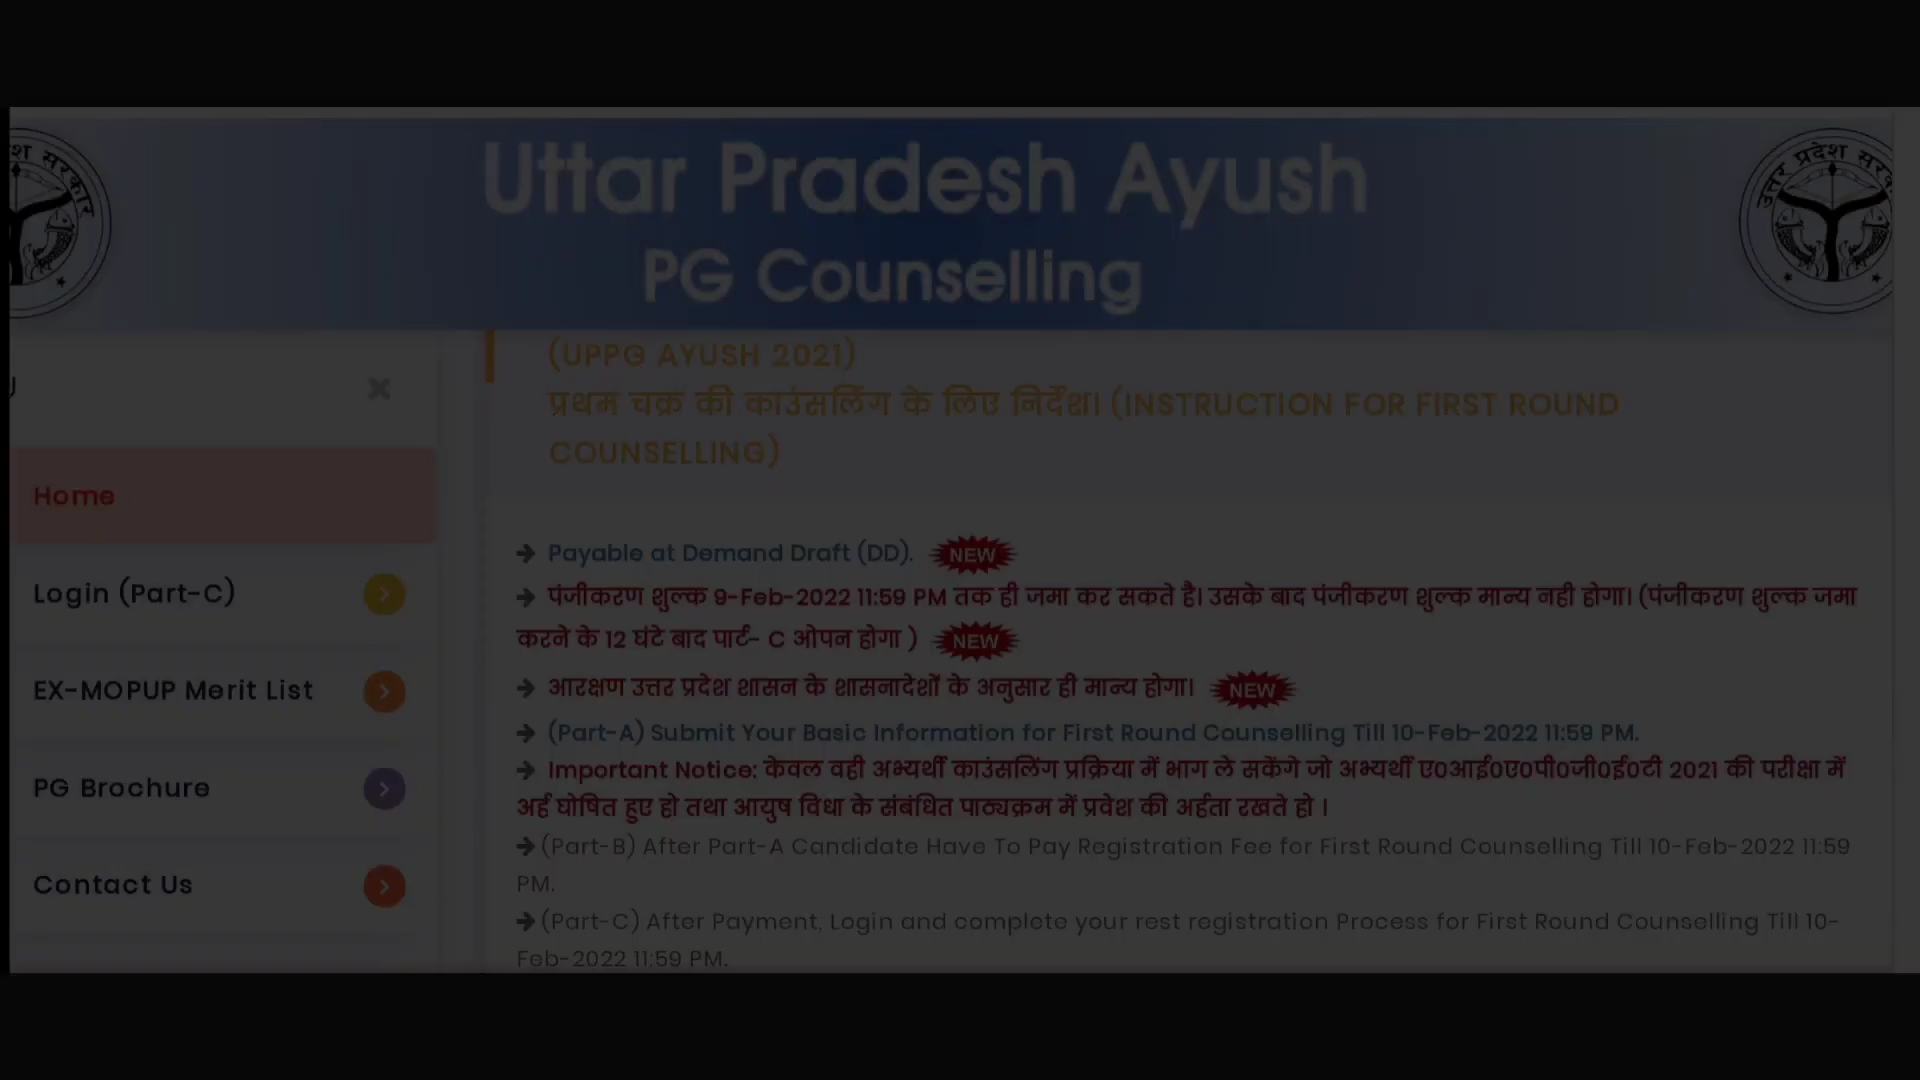 Uttar Pradesh Ayush
PG Counselling
(UPPG AYUSH 2021)
प्रथम चक्र की काउंसलिंग के लिए निर्देश। (INSTRUCTION FOR FIRST ROUND
COUNSELLING)
Home
Login (Part-C)
EX-MOPUP Merit List
PG Brochure
Contact Us
Payable at Demand Draft (DD). NEW
पंजीकरण शुल्क 9-Feb-2022 11:59 PM तक ही जमा कर सकते है। उसके बाद पंजीकरण शुल्क मान्य नही होगा। (पंजीकरण शुल्क जमा
करने के 12 घंटे बाद पार्ट- C ओपन होगा ) NEW
आरक्षण उत्तर प्रदेश शासन के शासनादेशों के अनुसार ही मान्य होगा। NEW
(Part-A) Submit Your Basic Information for First Round Counselling Till 10-Feb-2022 11:59 PM.
Important Notice: केवल वही अभ्यर्थी काउंसलिंग प्रक्रिया में भाग ले सकेंगे जो अभ्यर्थी ए०आई०ए०पी०जी०ई०टी 2021 की परीक्षा में
अर्ह घोषित हुए हो तथा आयुष विधा के संबंधित पाठ्यक्रम में प्रवेश की अर्हता रखते हो ।
(Part-B) After Part-A Candidate Have To Pay Registration Fee for First Round Counselling Till 10-Feb-2022 11:59
PM.
(Part-C) After Payment, Login and complete your rest registration Process for First Round Counselling Till 10-
Feb-2022 11:59 PM.